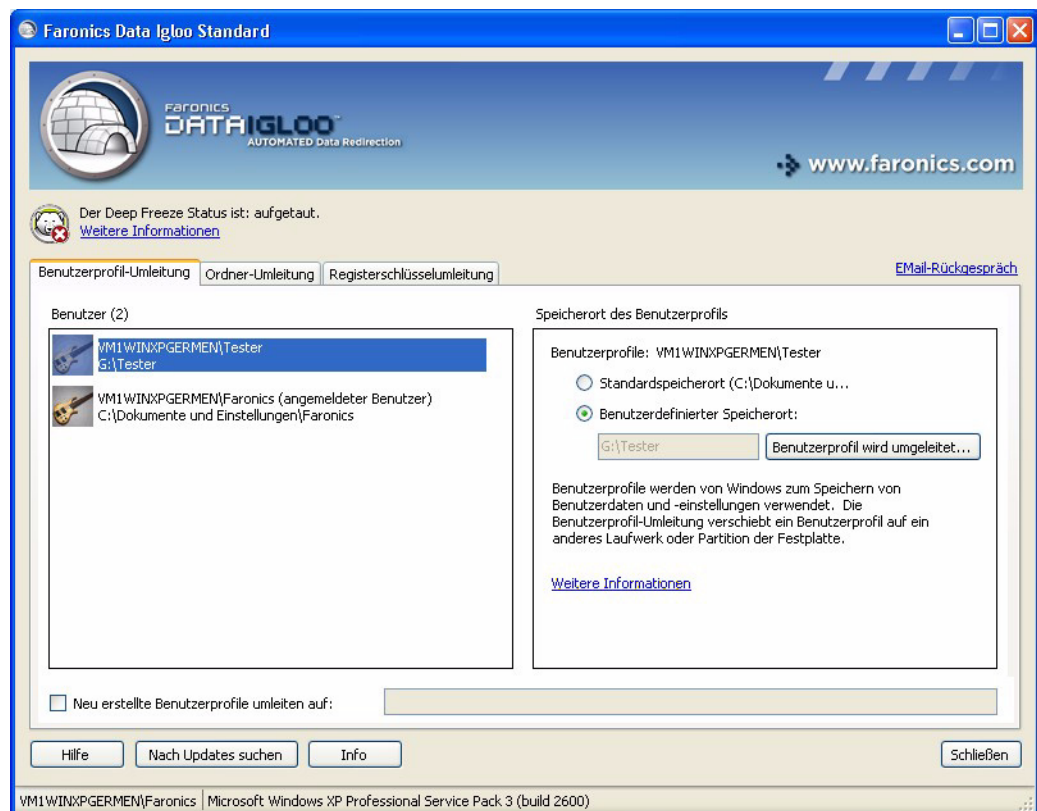 Faronics Data Igloo Standard
Faronics
DATAIGLOO™
AUTOMATED Data Redirection
www.faronics.com
Der Deep Freeze Status ist: aufgetaut.
Weitere Informationen
Benutzerprofil-Umleitung
Ordner-Umleitung
Registerschlüsselumleitung
EMail-Rückgespräch
Benutzer (2)
VM1WINXPGERMEN\Tester
G:\Tester
VM1WINXPGERMEN\Faronics (angemeldeter Benutzer)
C:\Dokumente und Einstellungen\Faronics
Speicherort des Benutzerprofils
Benutzerprofile: VM1WINXPGERMEN\Tester
Standardspeicherort (C:\Dokumente u...
Benutzerdefinierter Speicherort:
G:\Tester
Benutzerprofil wird umgeleitet...
Benutzerprofile werden von Windows zum Speichern von
Benutzerdaten und -einstellungen verwendet. Die
Benutzerprofil-Umleitung verschiebt ein Benutzerprofil auf ein
anderes Laufwerk oder Partition der Festplatte.
Weitere Informationen
Neu erstellte Benutzerprofile umleiten auf:
Hilfe
Nach Updates suchen
Info
Schließen
VM1WINXPGERMEN\Faronics
Microsoft Windows XP Professional Service Pack 3 (build 2600)